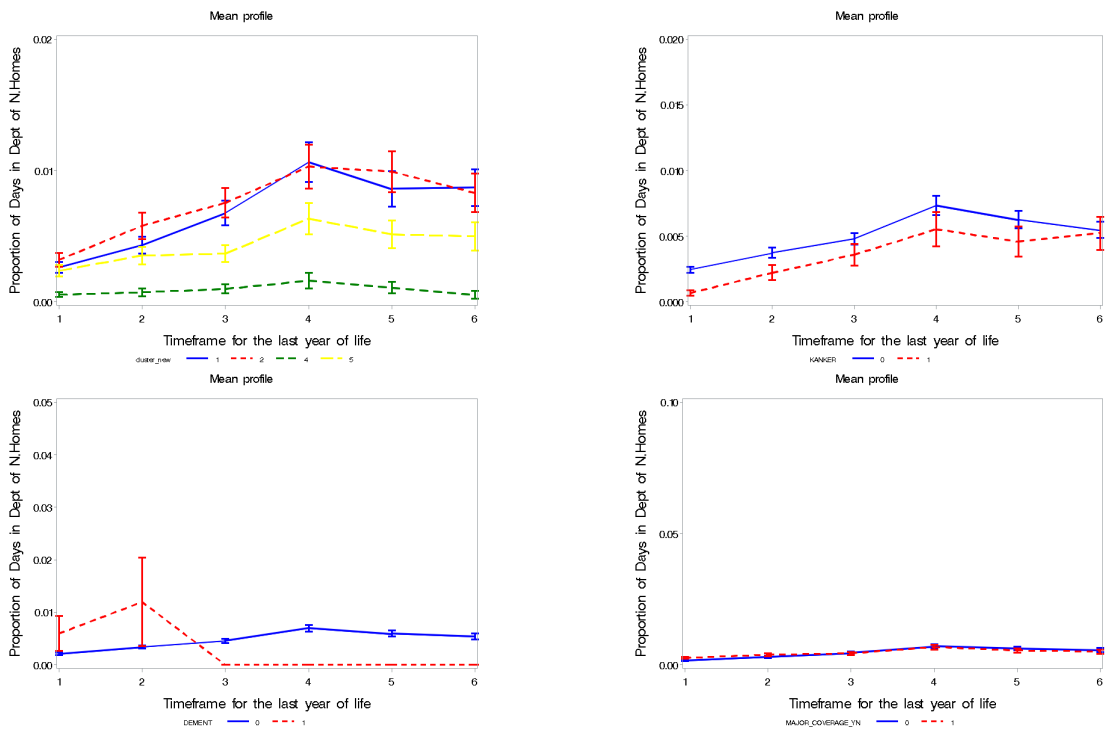 Mean profile
Proportion of Days in Dept of N.Homes
0.02
0.01
0.00
1 2 3 4 5 6
Timeframe for the last year of life
cluster_new 1 2 4 5
Mean profile
Proportion of Days in Dept of N.Homes
0.020
0.015
0.010
0.005
0.000
1 2 3 4 5 6
Timeframe for the last year of life
KANKER 0 1
Mean profile
Proportion of Days in Dept of N.Homes
0.05
0.04
0.03
0.02
0.01
0.00
1 2 3 4 5 6
Timeframe for the last year of life
DEMENT 0 1
Mean profile
Proportion of Days in Dept of N.Homes
0.10
0.05
0.00
1 2 3 4 5 6
Timeframe for the last year of life
MAJOR_COVERAGE_YN 0 1